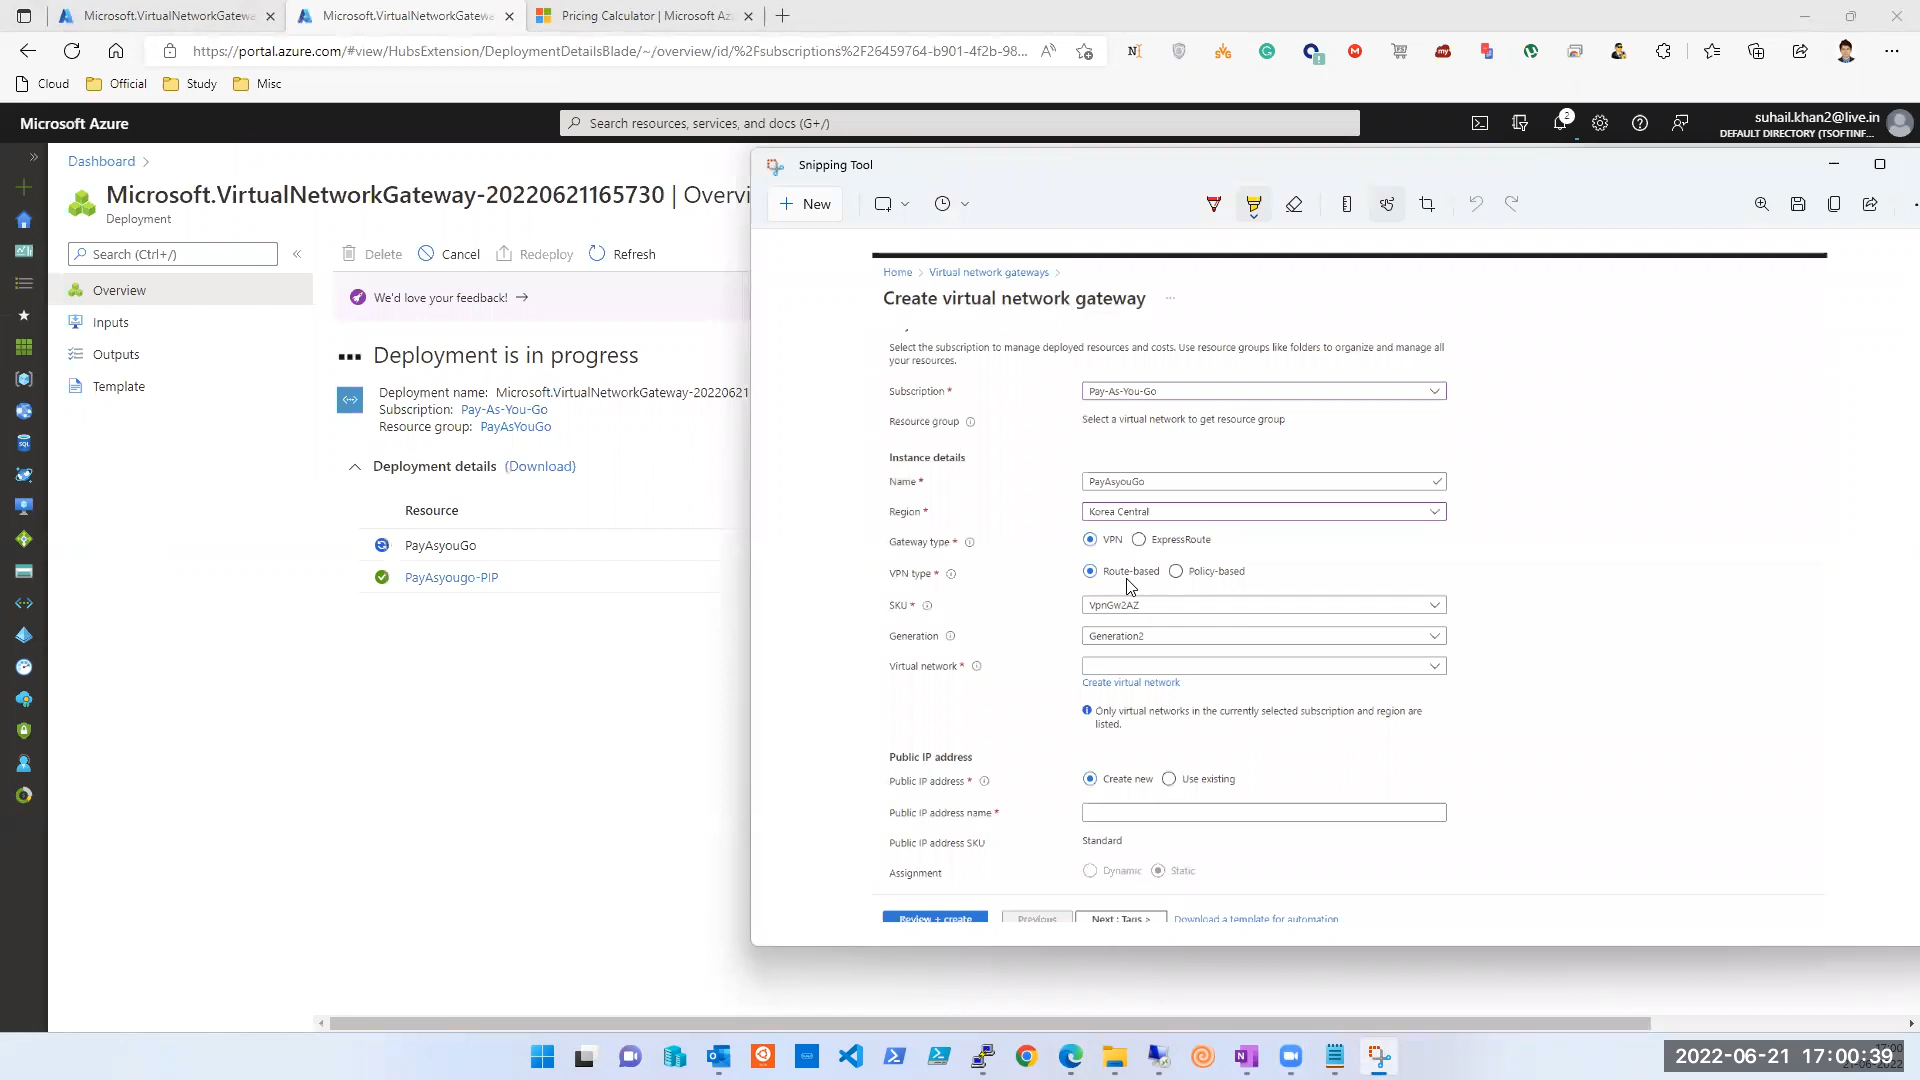 Microsoft.VirtualNetworkGatewa
Microsoft.VirtualNetworkGatewa
Pricing Calculator | Microsoft Az
https://portal.azure.com/#view/HubsExtension/DeploymentDetailsBlade/~/overview/id/%2Fsubscriptions%2F26459764-b901-4f2b-98...
Cloud
Official
Study
Misc
Microsoft Azure
Search resources, services, and docs (G+/)
2
suhail.khan2@live.in
DEFAULT DIRECTORY (TSOFTINF...
Dashboard
Microsoft.VirtualNetworkGateway-20220621165730 | Overvi
Deployment
Search (Ctrl+/)
Delete
Cancel
Redeploy
Refresh
Overview
Inputs
Outputs
Template
We'd love your feedback!
Deployment is in progress
Deployment name: Microsoft.VirtualNetworkGateway-20220621
Subscription: Pay-As-You-Go
Resource group: PayAsYouGo
Deployment details (Download)
Resource
PayAsyouGo
PayAsyougo-PIP
Snipping Tool
New
Home
Virtual network gateways
Create virtual network gateway
Select the subscription to manage deployed resources and costs. Use resource groups like folders to organize and manage all
your resources.
Subscription *
Pay-As-You-Go
Resource group
Select a virtual network to get resource group
Instance details
Name *
PayAsyouGo
Region *
Korea Central
Gateway type *
VPN
ExpressRoute
VPN type *
Route-based
Policy-based
SKU *
VpnGw2AZ
Generation
Generation2
Virtual network *
Create virtual network
Only virtual networks in the currently selected subscription and region are
listed.
Public IP address
Public IP address *
Create new
Use existing
Public IP address name *
Public IP address SKU
Standard
Assignment
Dynamic
Static
Review + create
Previous
Next : Tags >
Download a template for automation
2022-06-21 17:00:39